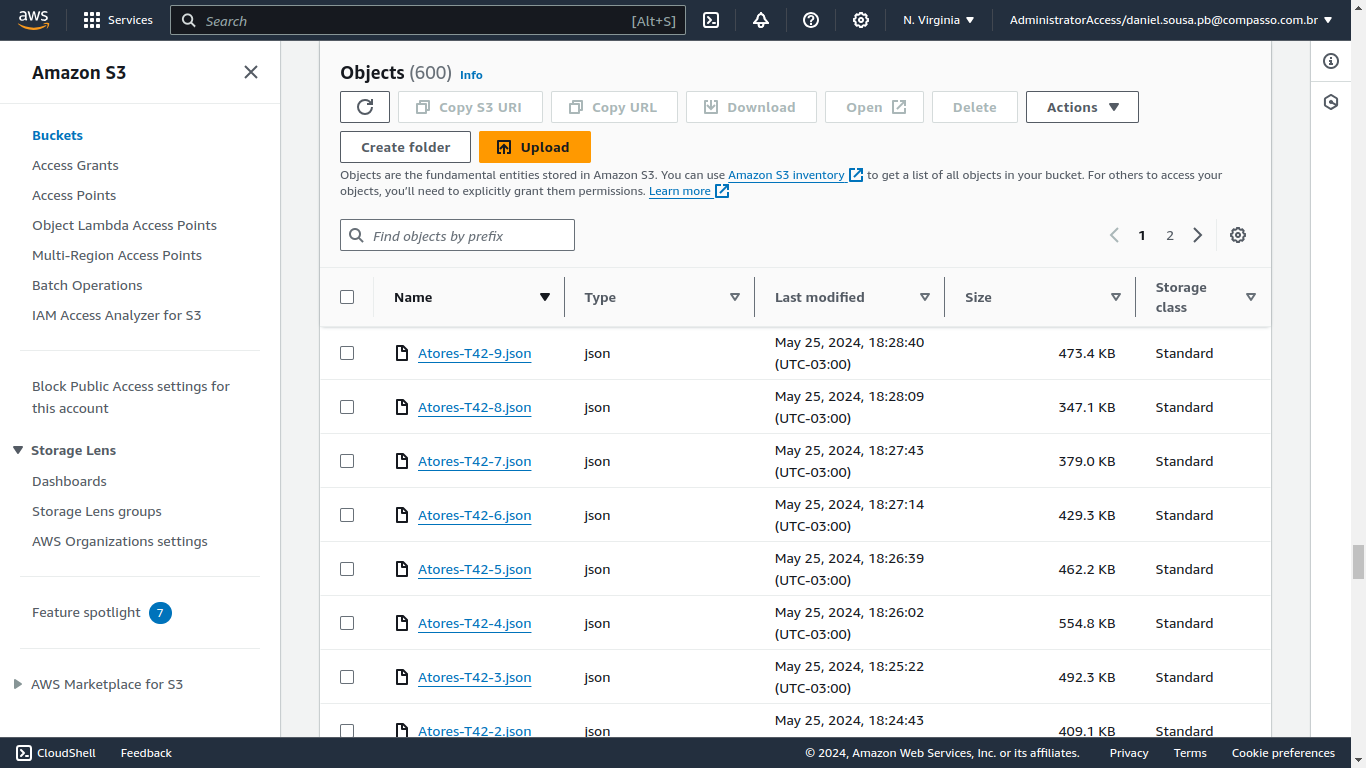 aws
Services
Search
[Alt+S]
N. Virginia
AdministratorAccess/daniel.sousa.pb@compasso.com.br
Amazon S3
Buckets
Access Grants
Access Points
Object Lambda Access Points
Multi-Region Access Points
Batch Operations
IAM Access Analyzer for S3
Block Public Access settings for
this account
Storage Lens
Dashboards
Storage Lens groups
AWS Organizations settings
Feature spotlight 7
AWS Marketplace for S3
Objects (600) Info
Copy S3 URI
Copy URL
Download
Open
Delete
Actions
Create folder
Upload
Objects are the fundamental entities stored in Amazon S3. You can use Amazon S3 inventory to get a list of all objects in your bucket. For others to access your
objects, you’ll need to explicitly grant them permissions. Learn more
Find objects by prefix
1 2
Name Type Last modified Size Storage
class
Atores-T42-9.json json May 25, 2024, 18:28:40
(UTC-03:00) 473.4 KB Standard
Atores-T42-8.json json May 25, 2024, 18:28:09
(UTC-03:00) 347.1 KB Standard
Atores-T42-7.json json May 25, 2024, 18:27:43
(UTC-03:00) 379.0 KB Standard
Atores-T42-6.json json May 25, 2024, 18:27:14
(UTC-03:00) 429.3 KB Standard
Atores-T42-5.json json May 25, 2024, 18:26:39
(UTC-03:00) 462.2 KB Standard
Atores-T42-4.json json May 25, 2024, 18:26:02
(UTC-03:00) 554.8 KB Standard
Atores-T42-3.json json May 25, 2024, 18:25:22
(UTC-03:00) 492.3 KB Standard
Atores-T42-2.json json May 25, 2024, 18:24:43
409.1 KB Standard
CloudShell
Feedback
© 2024, Amazon Web Services, Inc. or its affiliates.
Privacy
Terms
Cookie preferences